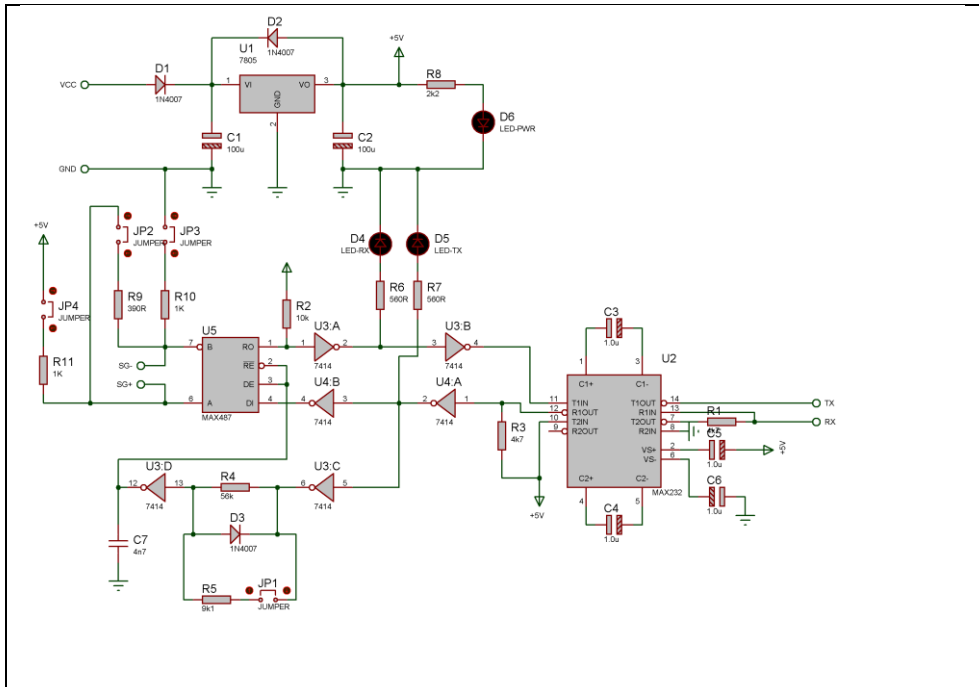 D2
1N4007
U1
7805
+5V
D1
1N4007
VCC
1
VI
VO
3
GND
2
R8
2k2
D6
LED-PWR
C1
100u
C2
100u
GND
+5V
JP2
JUMPER
JP3
JUMPER
D4
LED-RX
D5
LED-TX
JP4
JUMPER
R9
390R
R10
1K
R2
10k
R6
560R
R7
560R
R11
1K
U5
7
B
RO
1
RE
2
DE
3
6
A
DI
4
MAX487
SG-
SG+
U3:A
1
2
7414
U3:B
3
4
7414
U4:B
4
3
7414
U4:A
2
1
7414
R3
4k7
+5V
C3
1.0u
U2
1
3
C1+
C1-
11
T1IN
T1OUT
14
12
R1OUT
R1IN
13
10
T2IN
T2OUT
7
9
R2OUT
R2IN
8
VS+
2
VS-
6
C2+
C2-
4
5
MAX232
C4
1.0u
TX
R1
RX
C5
1.0u
+5V
C6
1.0u
U3:D
12
13
7414
R4
56k
U3:C
6
5
7414
D3
1N4007
C7
4n7
R5
9k1
JP1
JUMPER